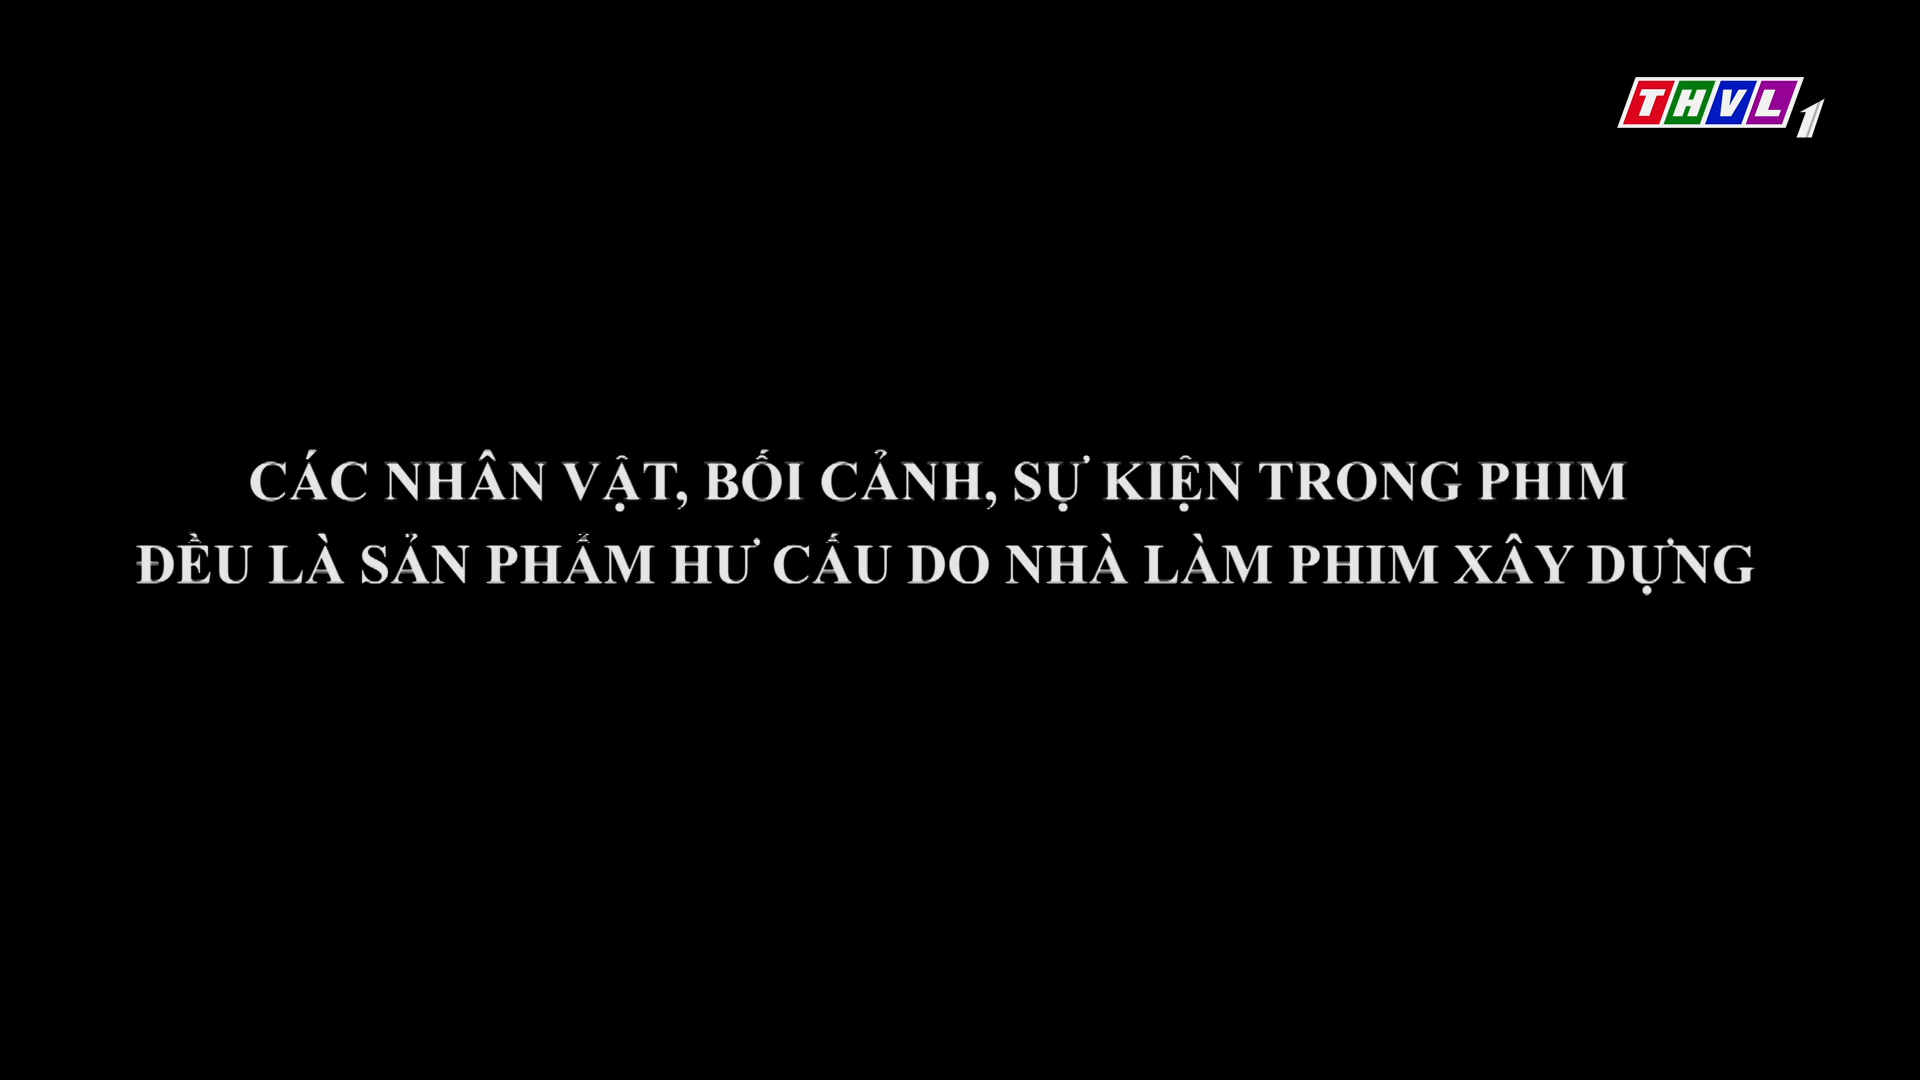 THVL1
CÁC NHÂN VẬT, BỐI CẢNH, SỰ KIỆN TRONG PHIM
ĐỀU LÀ SẢN PHẨM HƯ CẤU DO NHÀ LÀM PHIM XÂY DỰNG